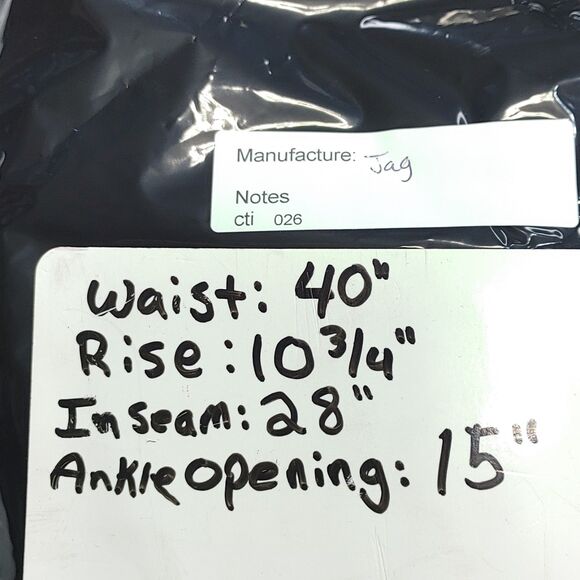 Manufacture: Jag
Notes
cti 026
Waist: 40"
Rise: 10 3/4"
Inseam: 28"
Ankle opening: 15"